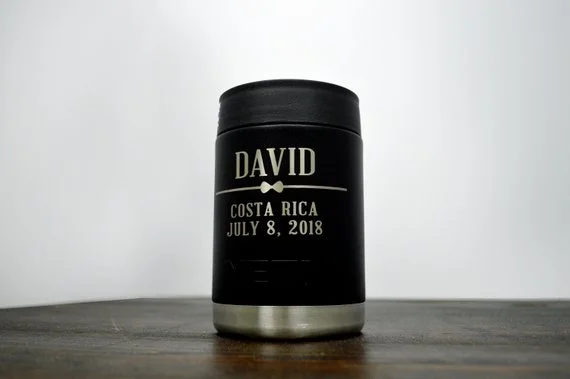 DAVID
COSTA RICA
JULY 8, 2018